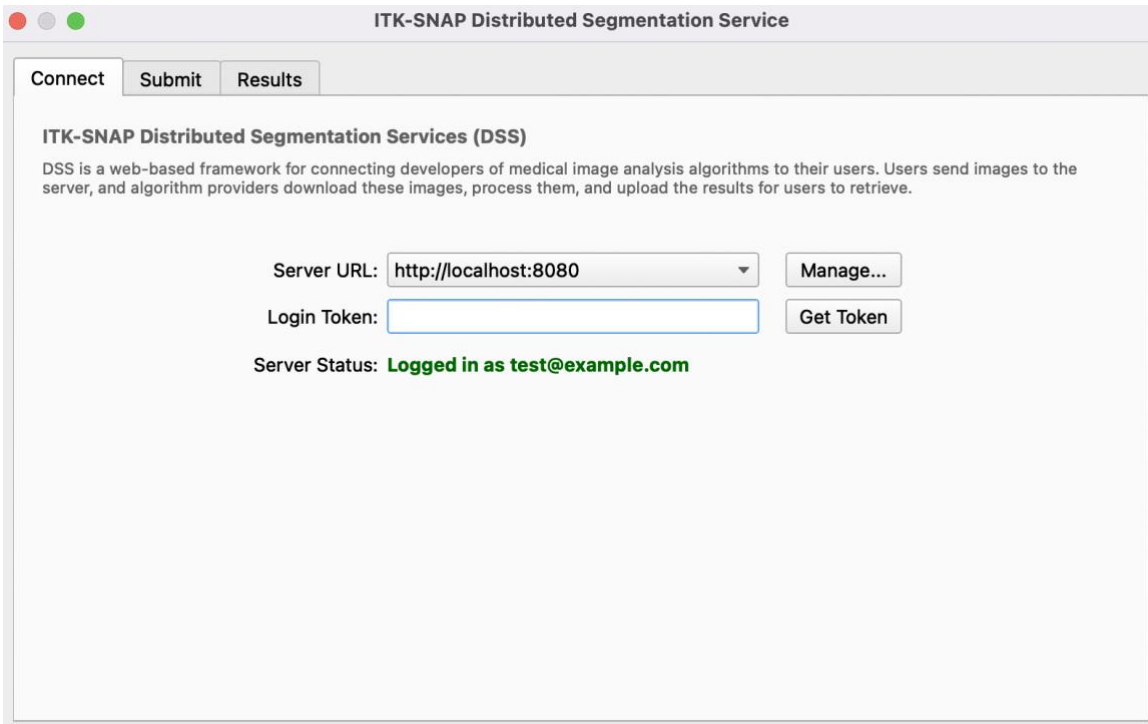 ITK-SNAP Distributed Segmentation Service
Connect Submit Results
ITK-SNAP Distributed Segmentation Services (DSS)
DSS is a web-based framework for connecting developers of medical image analysis algorithms to their users. Users send images to the
server, and algorithm providers download these images, process them, and upload the results for users to retrieve.
Server URL: http://localhost:8080 Manage...
Login Token: Get Token
Server Status: Logged in as test@example.com